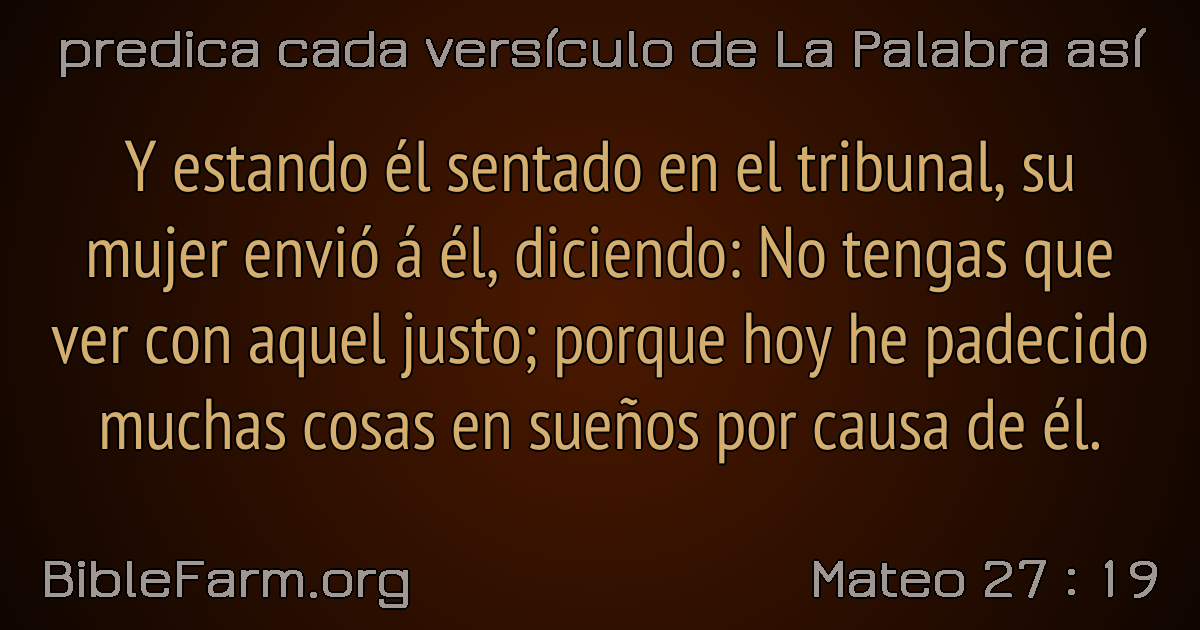 predica cada versículo de La Palabra así
Y estando él sentado en el tribunal, su
mujer envió á él, diciendo: No tengas que
ver con aquel justo; porque hoy he padecido
muchas cosas en sueños por causa de él.
BibleFarm.org
Mateo 27 : 19